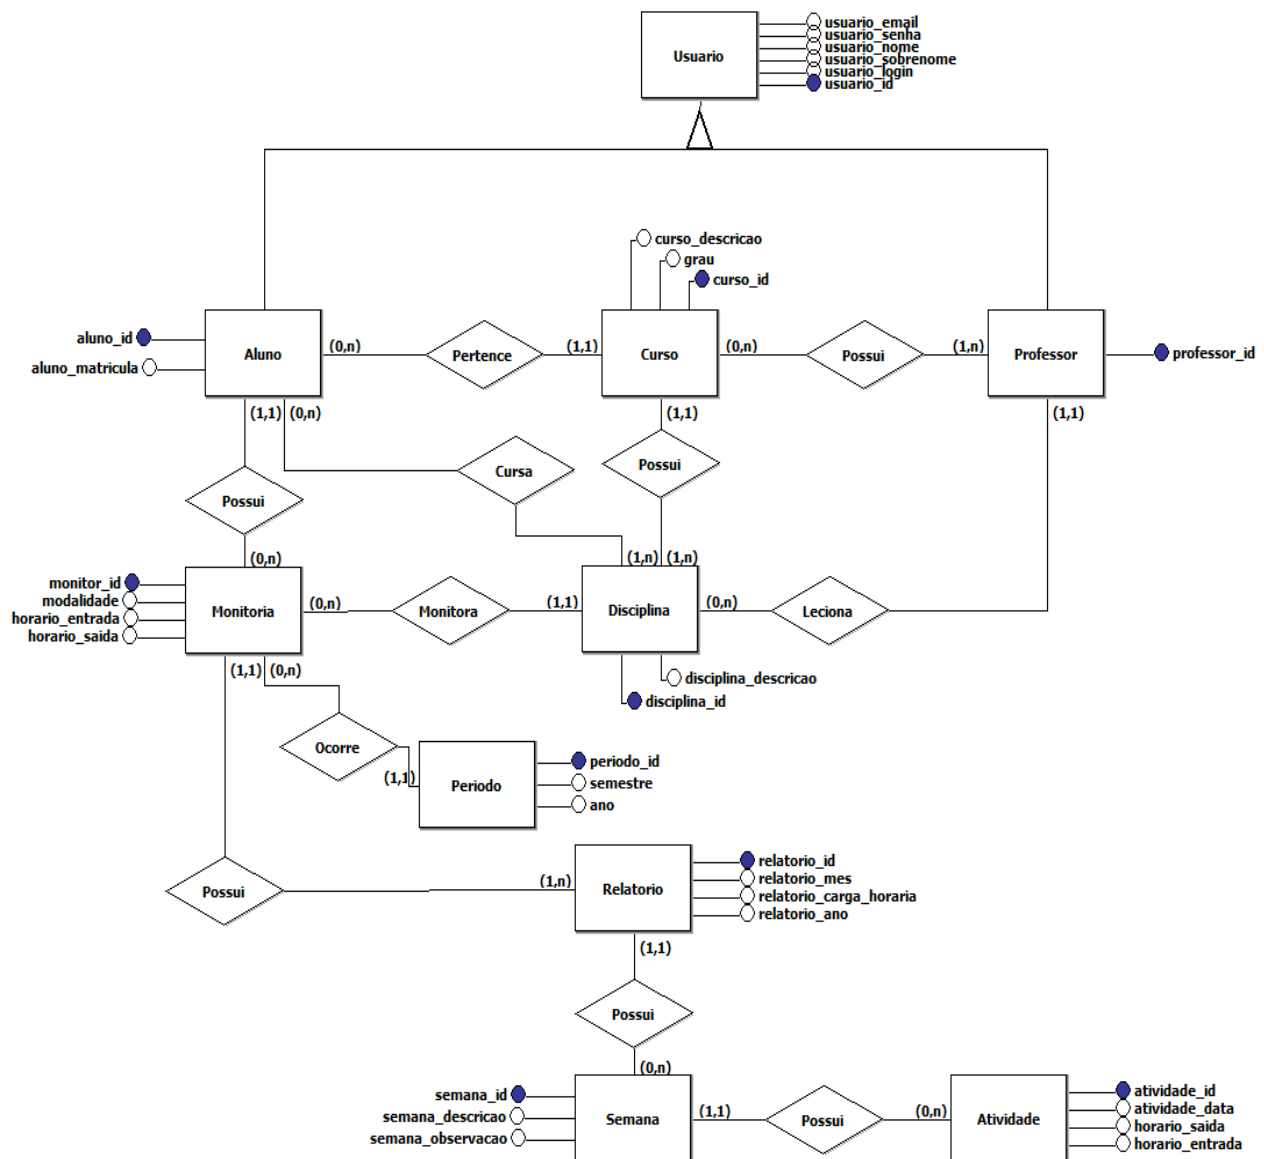 Usuario
usuario_email
usuario_senha
usuario_nome
usuario_sobrenome
usuario_login
usuario_id
curso_descricao
grau
curso_id
aluno_id
aluno_matricula
Aluno
(0,n)
Pertence
(1,1)
Curso
(0,n)
Possui
(1,n)
Professor
professor_id
(1,1)
(0,n)
(1,1)
(1,1)
Cursa
Possui
Possui
(0,n)
(1,n)
(1,n)
monitor_id
modalidade
horario_entrada
horario_saida
Monitoria
(0,n)
Monitora
(1,1)
Disciplina
(0,n)
Leciona
(1,1)
(0,n)
disciplina_descricao
disciplina_id
Ocorre
(1,1)
Periodo
periodo_id
semestre
ano
Possui
(1,n)
Relatorio
relatorio_id
relatorio_mes
relatorio_carga_horaria
relatorio_ano
(1,1)
Possui
(0,n)
semana_id
semana_descricao
semana_observacao
Semana
(1,1)
Possui
(0,n)
Atividade
atividade_id
atividade_data
horario_saida
horario_entrada